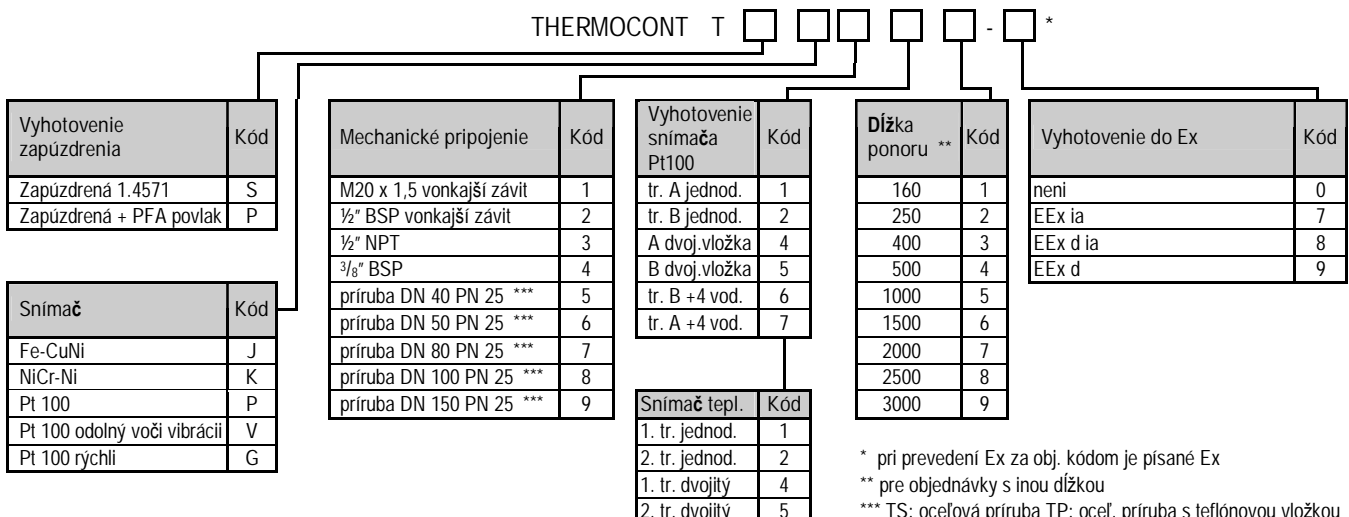 THERMOCONT T - *
Vyhotovenie zapúzdrenia Kód
Zapúzdrená 1.4571 S
Zapúzdrená + PFA povlak P
Snímač Kód
Fe-CuNi J
NiCr-Ni K
Pt 100 P
Pt 100 odolný voči vibrácii V
Pt 100 rýchli G
Mechanické pripojenie Kód
M20 x 1,5 vonkajší závit 1
½" BSP vonkajší závit 2
½" NPT 3
³/₈" BSP 4
príruba DN 40 PN 25 *** 5
príruba DN 50 PN 25 *** 6
príruba DN 80 PN 25 *** 7
príruba DN 100 PN 25 *** 8
príruba DN 150 PN 25 *** 9
Vyhotovenie snímača Pt100 Kód
tr. A jednod. 1
tr. B jednod. 2
A dvoj.vložka 4
B dvoj.vložka 5
tr. B +4 vod. 6
tr. A +4 vod. 7
Snímač tepl. Kód
1. tr. jednod. 1
2. tr. jednod. 2
1. tr. dvojitý 4
2. tr. dvojitý 5
Dĺžka ponoru ** Kód
160 1
250 2
400 3
500 4
1000 5
1500 6
2000 7
2500 8
3000 9
Vyhotovenie do Ex Kód
neni 0
EEx ia 7
EEx d ia 8
EEx d 9
* pri prevedení Ex za obj. kódom je písané Ex
** pre objednávky s inou dĺžkou
*** TS: oceľová príruba TP: oceľ. príruba s teflónovou vložkou